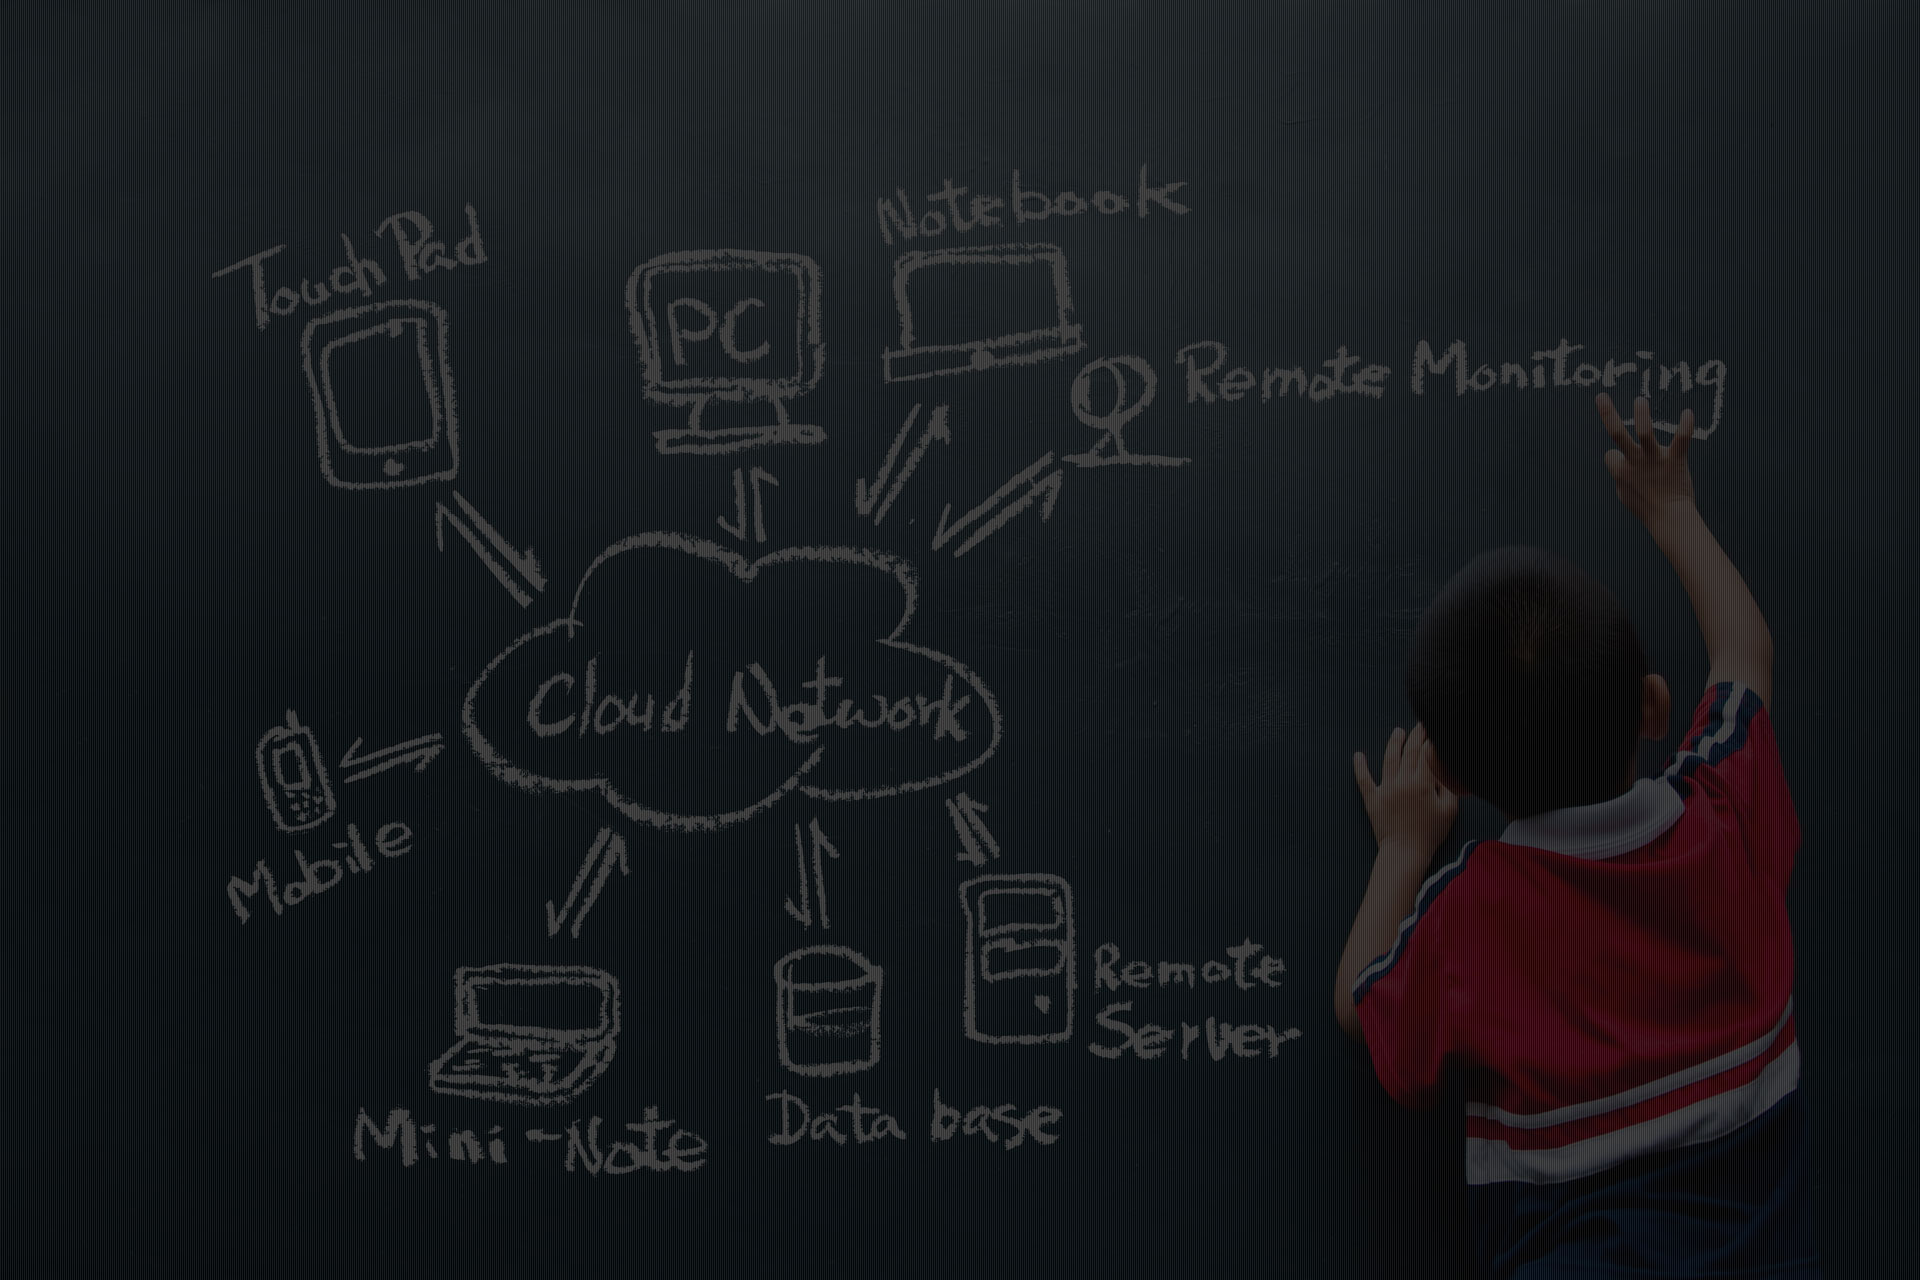 Notebook
Touch Pad
PC
Remote Monitoring
Cloud Network
Mobile
Remote
Server
Mini-Note
Data base